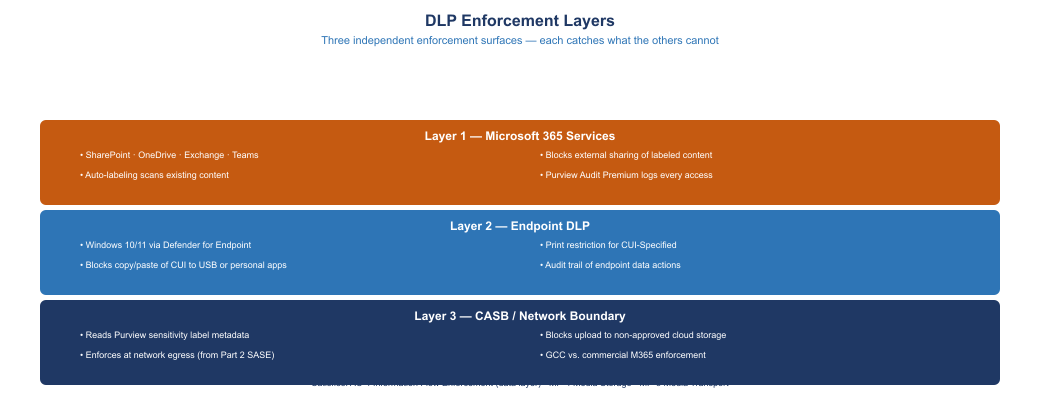 DLP Enforcement Layers
Three independent enforcement surfaces — each catches what the others cannot
Layer 1 — Microsoft 365 Services
• SharePoint · OneDrive · Exchange · Teams
• Blocks external sharing of labeled content
• Auto-labeling scans existing content
• Purview Audit Premium logs every access
Layer 2 — Endpoint DLP
• Windows 10/11 via Defender for Endpoint
• Print restriction for CUI-Specified
• Blocks copy/paste of CUI to USB or personal apps
• Audit trail of endpoint data actions
Layer 3 — CASB / Network Boundary
• Reads Purview sensitivity label metadata
• Blocks upload to non-approved cloud storage
• Enforces at network egress (from Part 2 SASE)
• GCC vs. commercial M365 enforcement